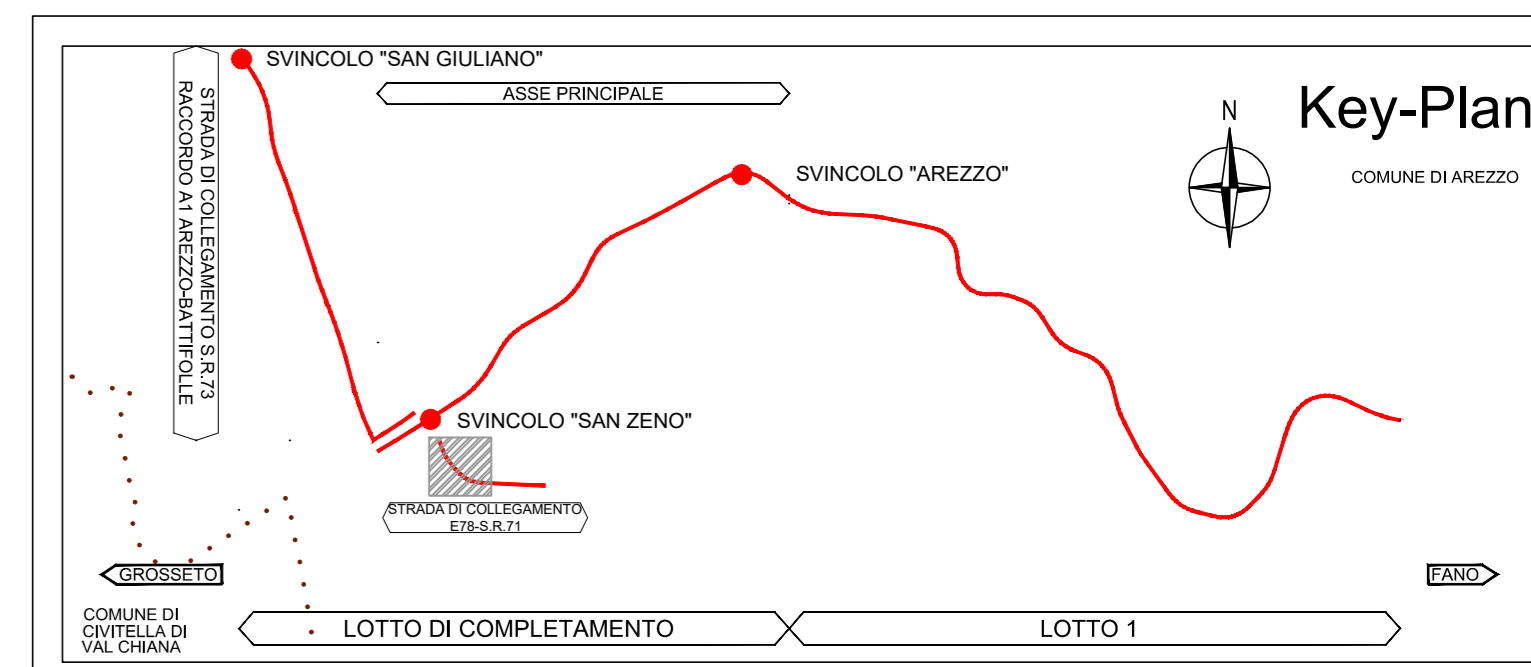 SVINCOLO "SAN GIULIANO"
STRADA DI COLLEGAMENTO S.R.73
RACCORDO A1 AREZZO-BATTIFOLLE
ASSE PRINCIPALE
N
Key-Plan
COMUNE DI AREZZO
SVINCOLO "AREZZO"
SVINCOLO "SAN ZENO"
STRADA DI COLLEGAMENTO
E78-S.R.71
GROSSETO
FANO
COMUNE DI
CIVITELLA DI
VAL CHIANA
LOTTO DI COMPLETAMENTO
LOTTO 1